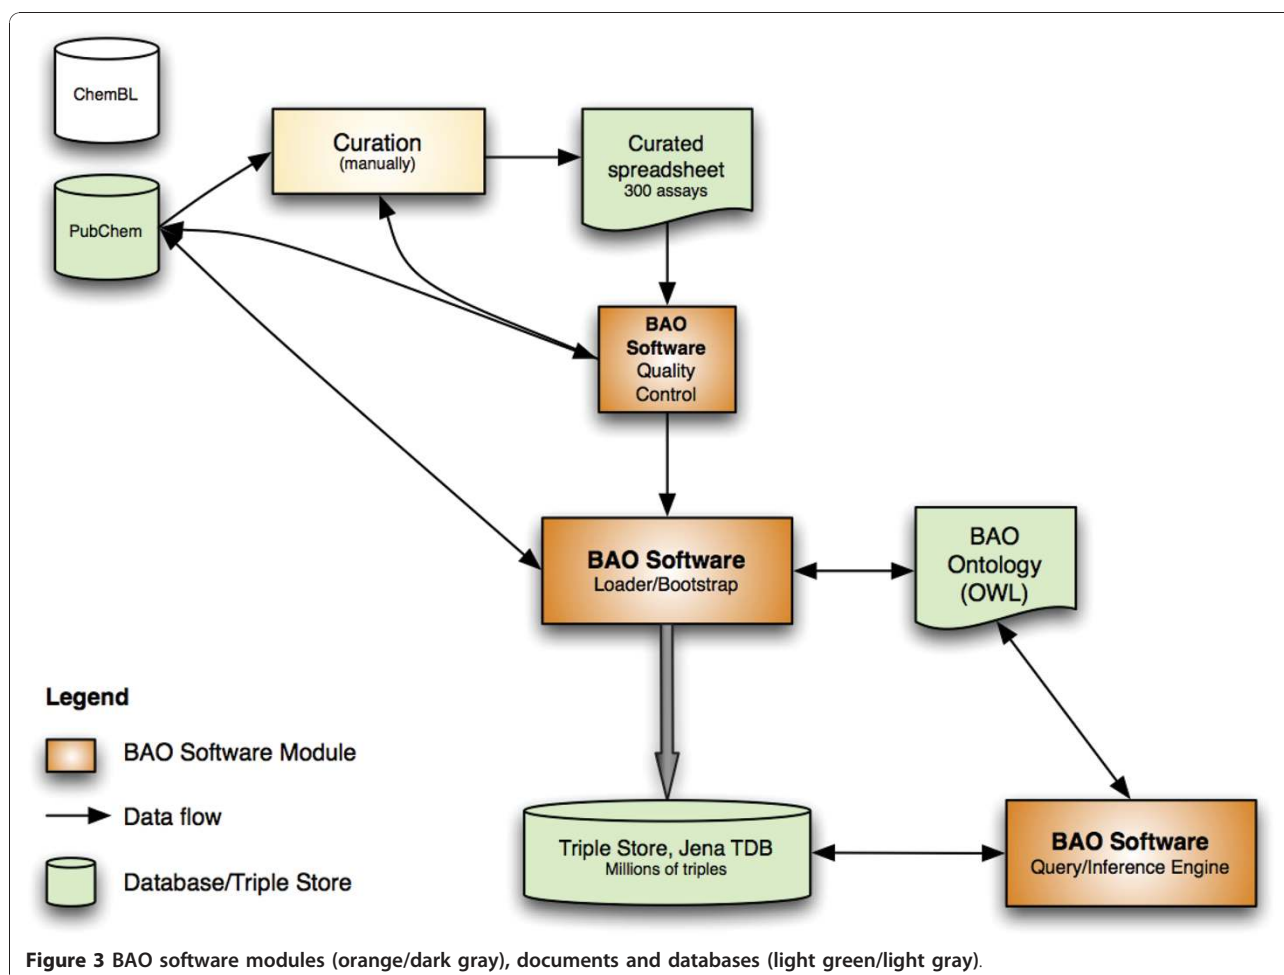 ChemBL
Curation
(manually)
Curated
spreadsheet
300 assays
PubChem
BAO
Software
Quality
Control
BAO Software
Loader/Bootstrap
BAO
Ontology
(OWL)
Legend
BAO Software Module
Data flow
Database/Triple Store
Triple Store, Jena TDB
Millions of triples
BAO Software
Query/Inference Engine
Figure 3 BAO software modules (orange/dark gray), documents and databases (light green/light gray).